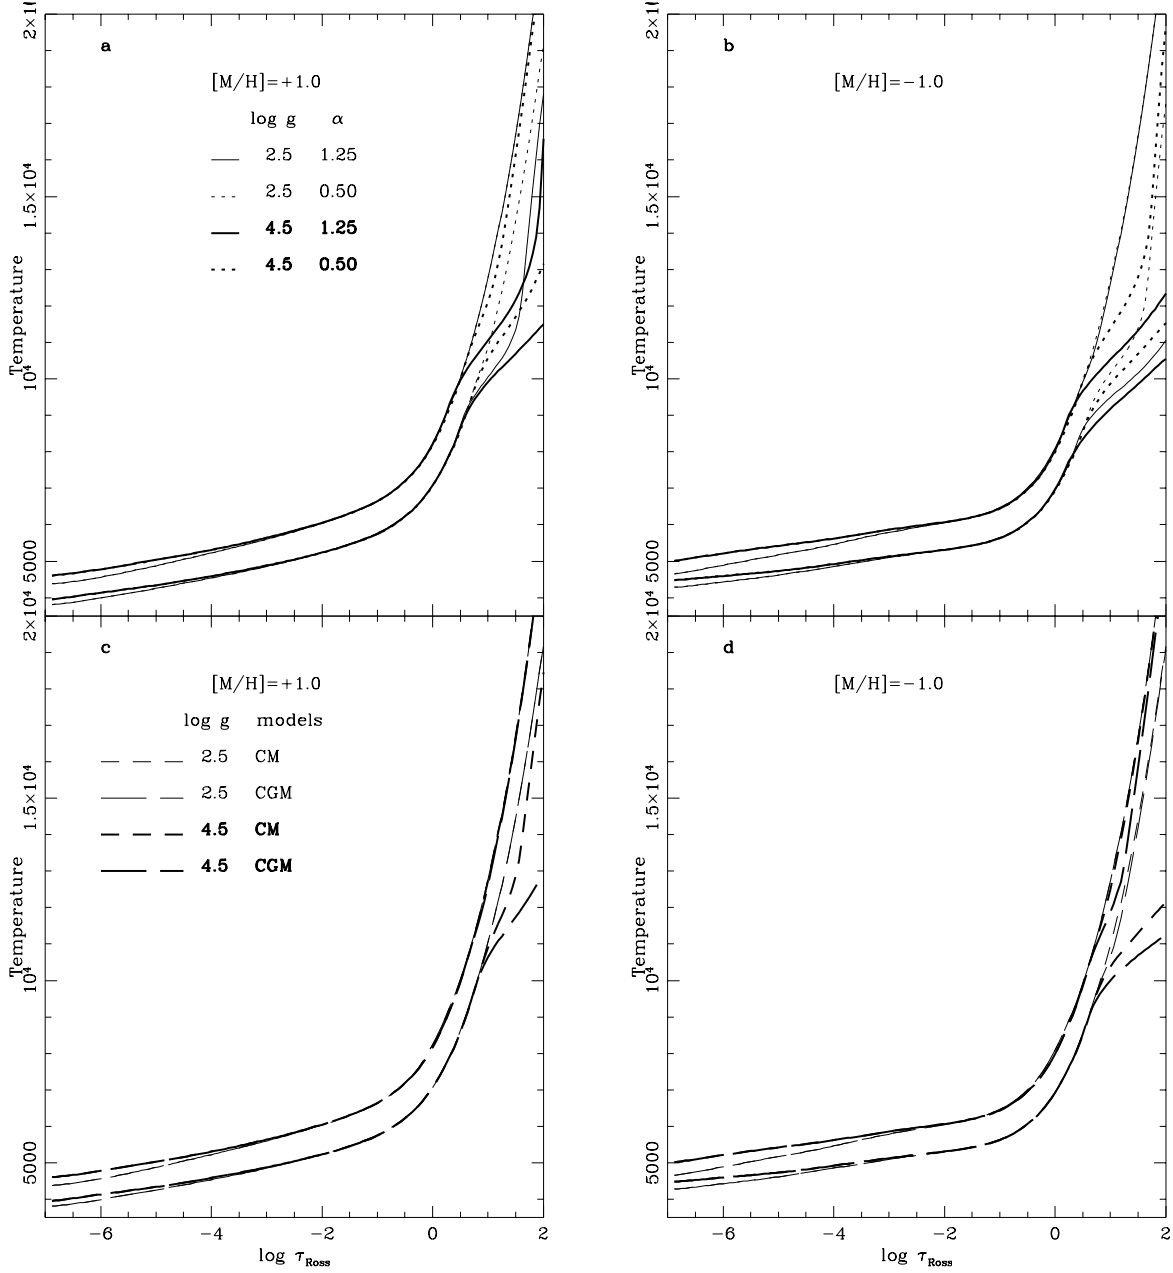 a
[M/H]=+1.0
log g α
2.5 1.25
2.5 0.50
4.5 1.25
4.5 0.50
Temperature
5000
10⁴
1.5×10⁴
b
[M/H]=−1.0
Temperature
5000
10⁴
1.5×10⁴
c
[M/H]=+1.0
log g models
2.5 CM
2.5 CGM
4.5 CM
4.5 CGM
Temperature
5000
10⁴
1.5×10⁴
2×10⁴
−6 −4 −2 0 2
log τRoss
d
[M/H]=−1.0
Temperature
5000
10⁴
1.5×10⁴
2×10⁴
−6 −4 −2 0 2
log τRoss